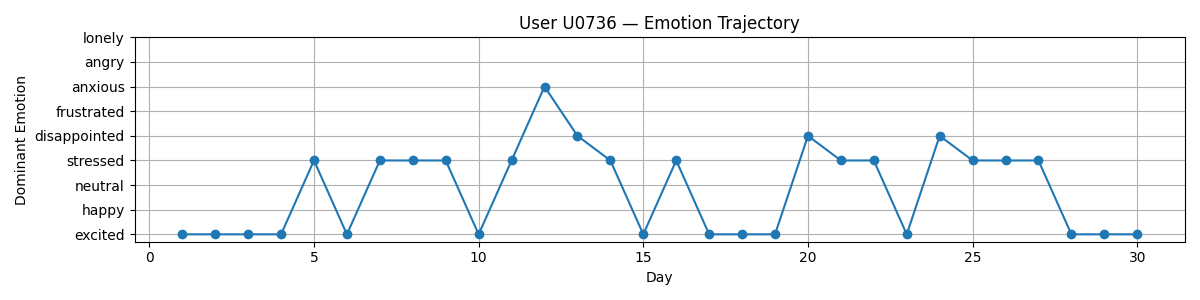 User U0736 — Emotion Trajectory
Dominant Emotion
lonely
angry
anxious
frustrated
disappointed
stressed
neutral
happy
excited
0 5 10 15 20 25 30
Day